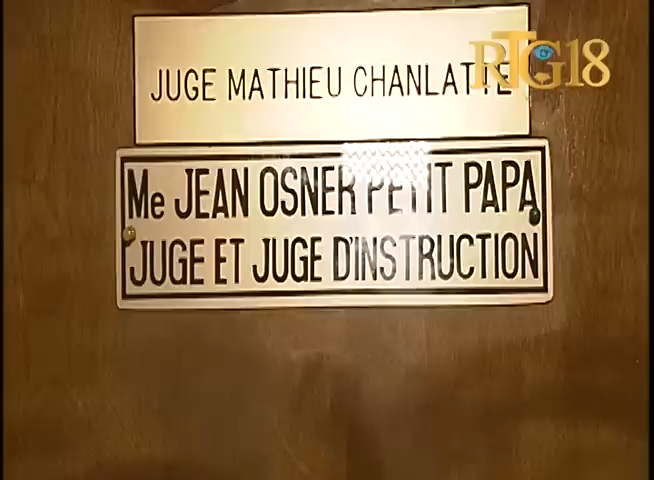 JUGE MATHIEU CHANLATTE
RTG18
Me JEAN OSNER PETIT PAPA
JUGE ET JUGE D'INSTRUCTION